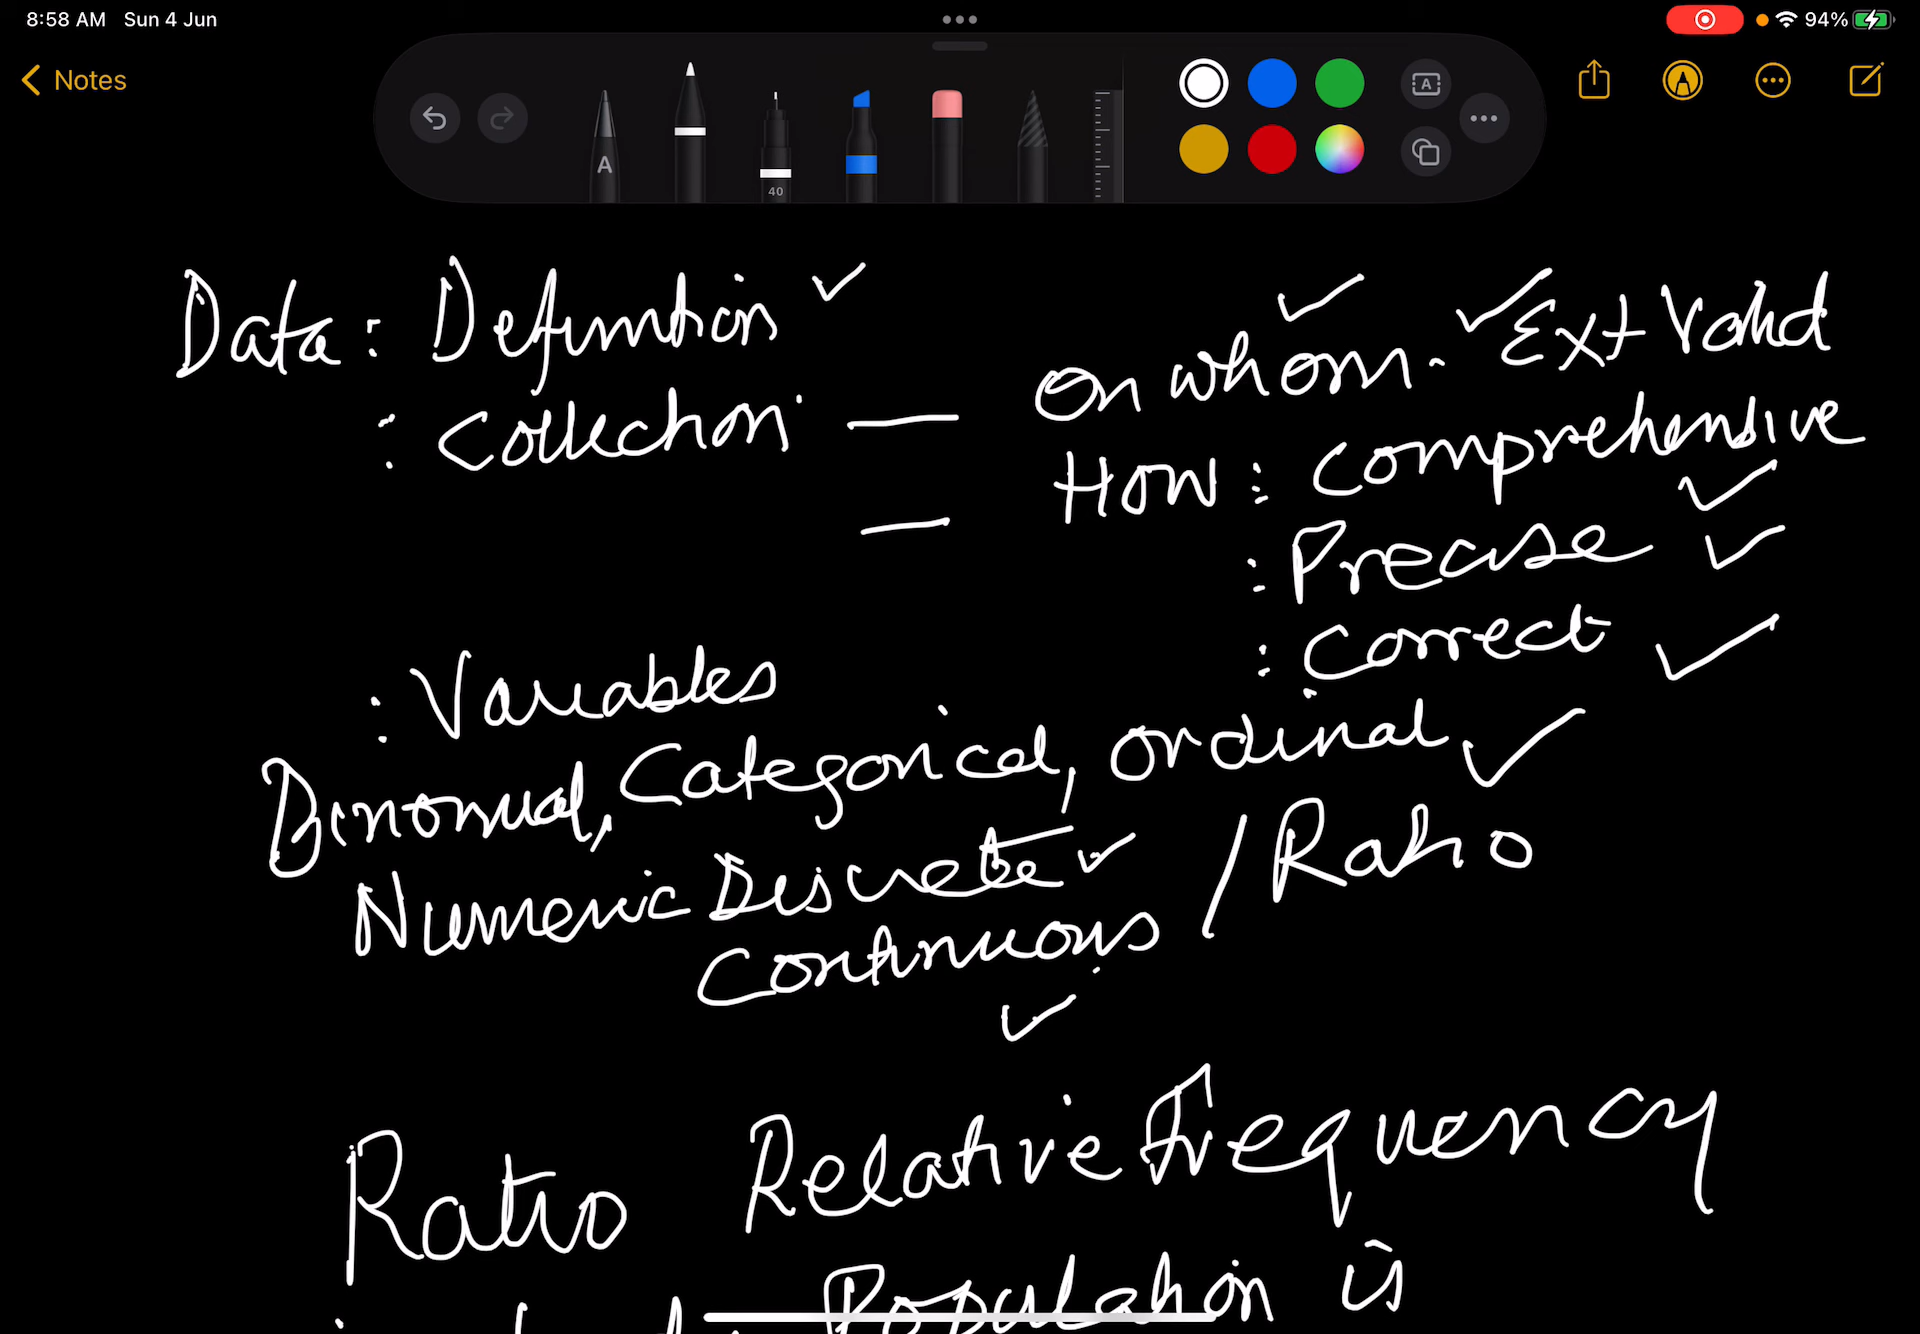 8:58 AM Sun 4 Jun
94%
Notes
A
40
A
Data: Definition ✓
: Collection — On whom. ✓ ✓ Ext Valid
— How : Comprehensive ✓
: Precise ✓
: Correct ✓
: Variables
Binomial, Categorical, Ordinal ✓
Numeric Discrete ✓ / Ratio
Continuous ✓
Ratio Relative Frequency
Population is